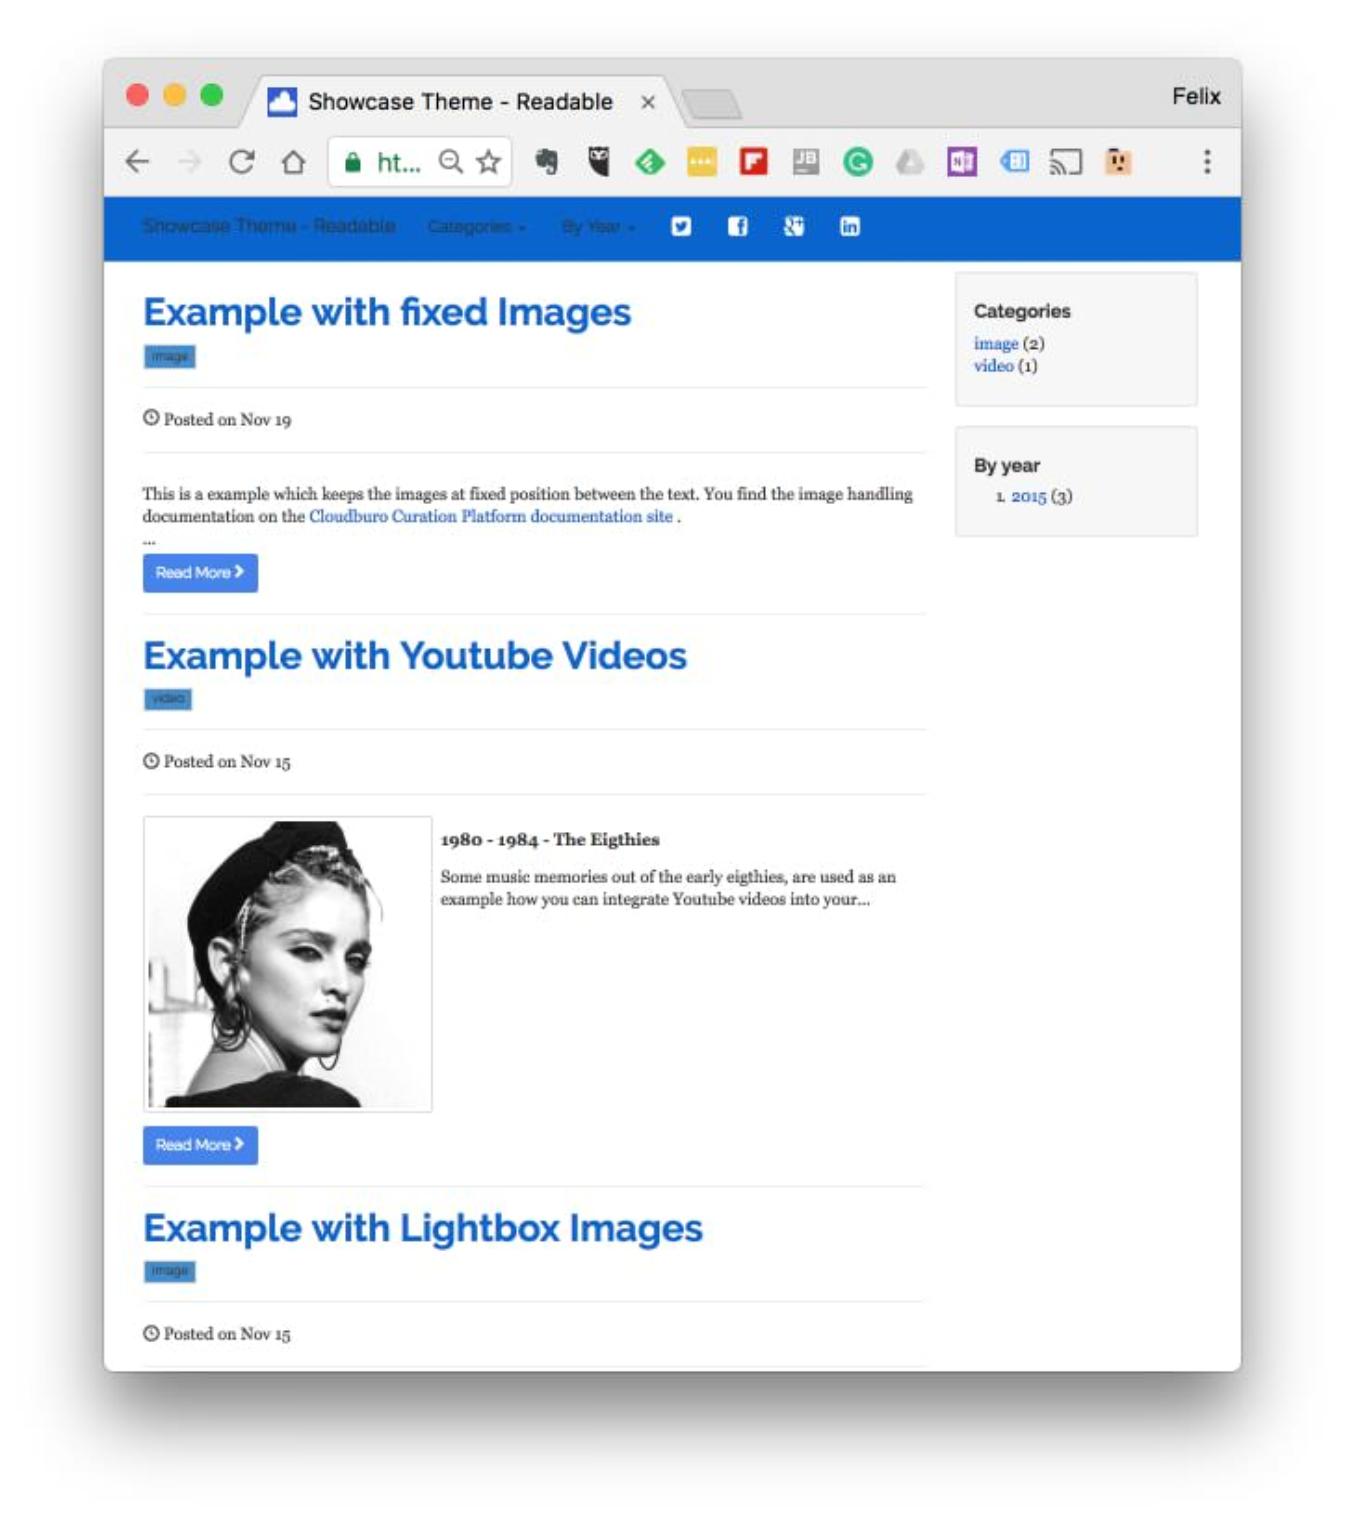 Showcase Theme - Readable
Felix
ht...
JB
Showcase Theme - Readable Categories By Year
Example with fixed Images
image
Posted on Nov 19
This is a example which keeps the images at fixed position between the text. You find the image handling
documentation on the Cloudburo Curation Platform documentation site .
...
Read More
Example with Youtube Videos
video
Posted on Nov 15
1980 - 1984 - The Eigthies
Some music memories out of the early eigthies, are used as an
example how you can integrate Youtube videos into your...
Read More
Example with Lightbox Images
image
Posted on Nov 15
Categories
image (2)
video (1)
By year
1. 2015 (3)